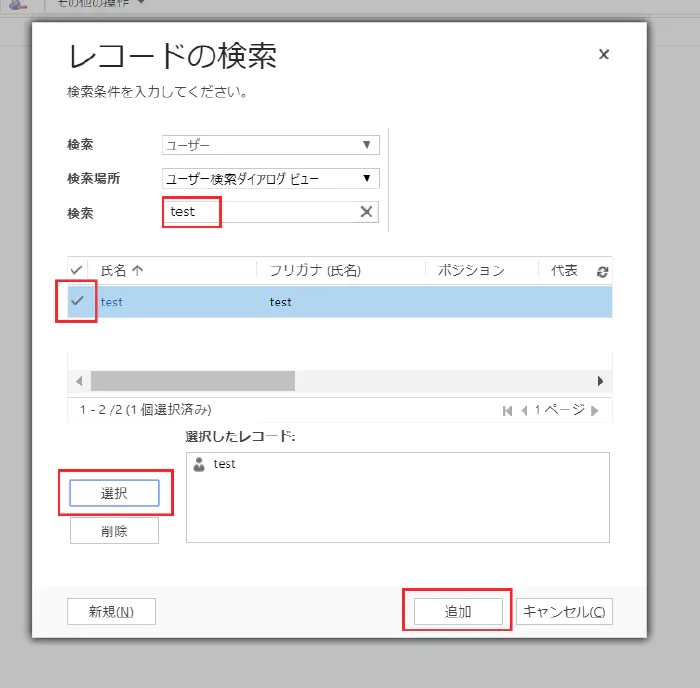 その他の操作
レコードの検索
検索条件を入力してください。
検索 ユーザー
検索場所 ユーザー検索ダイアログ ビュー
検索 test
氏名 フリガナ (氏名) ポジション 代表
test test
1 - 2 /2 (1 個選択済み) 1 ページ
選択したレコード:
test
選択
削除
新規(N) 追加 キャンセル(C)